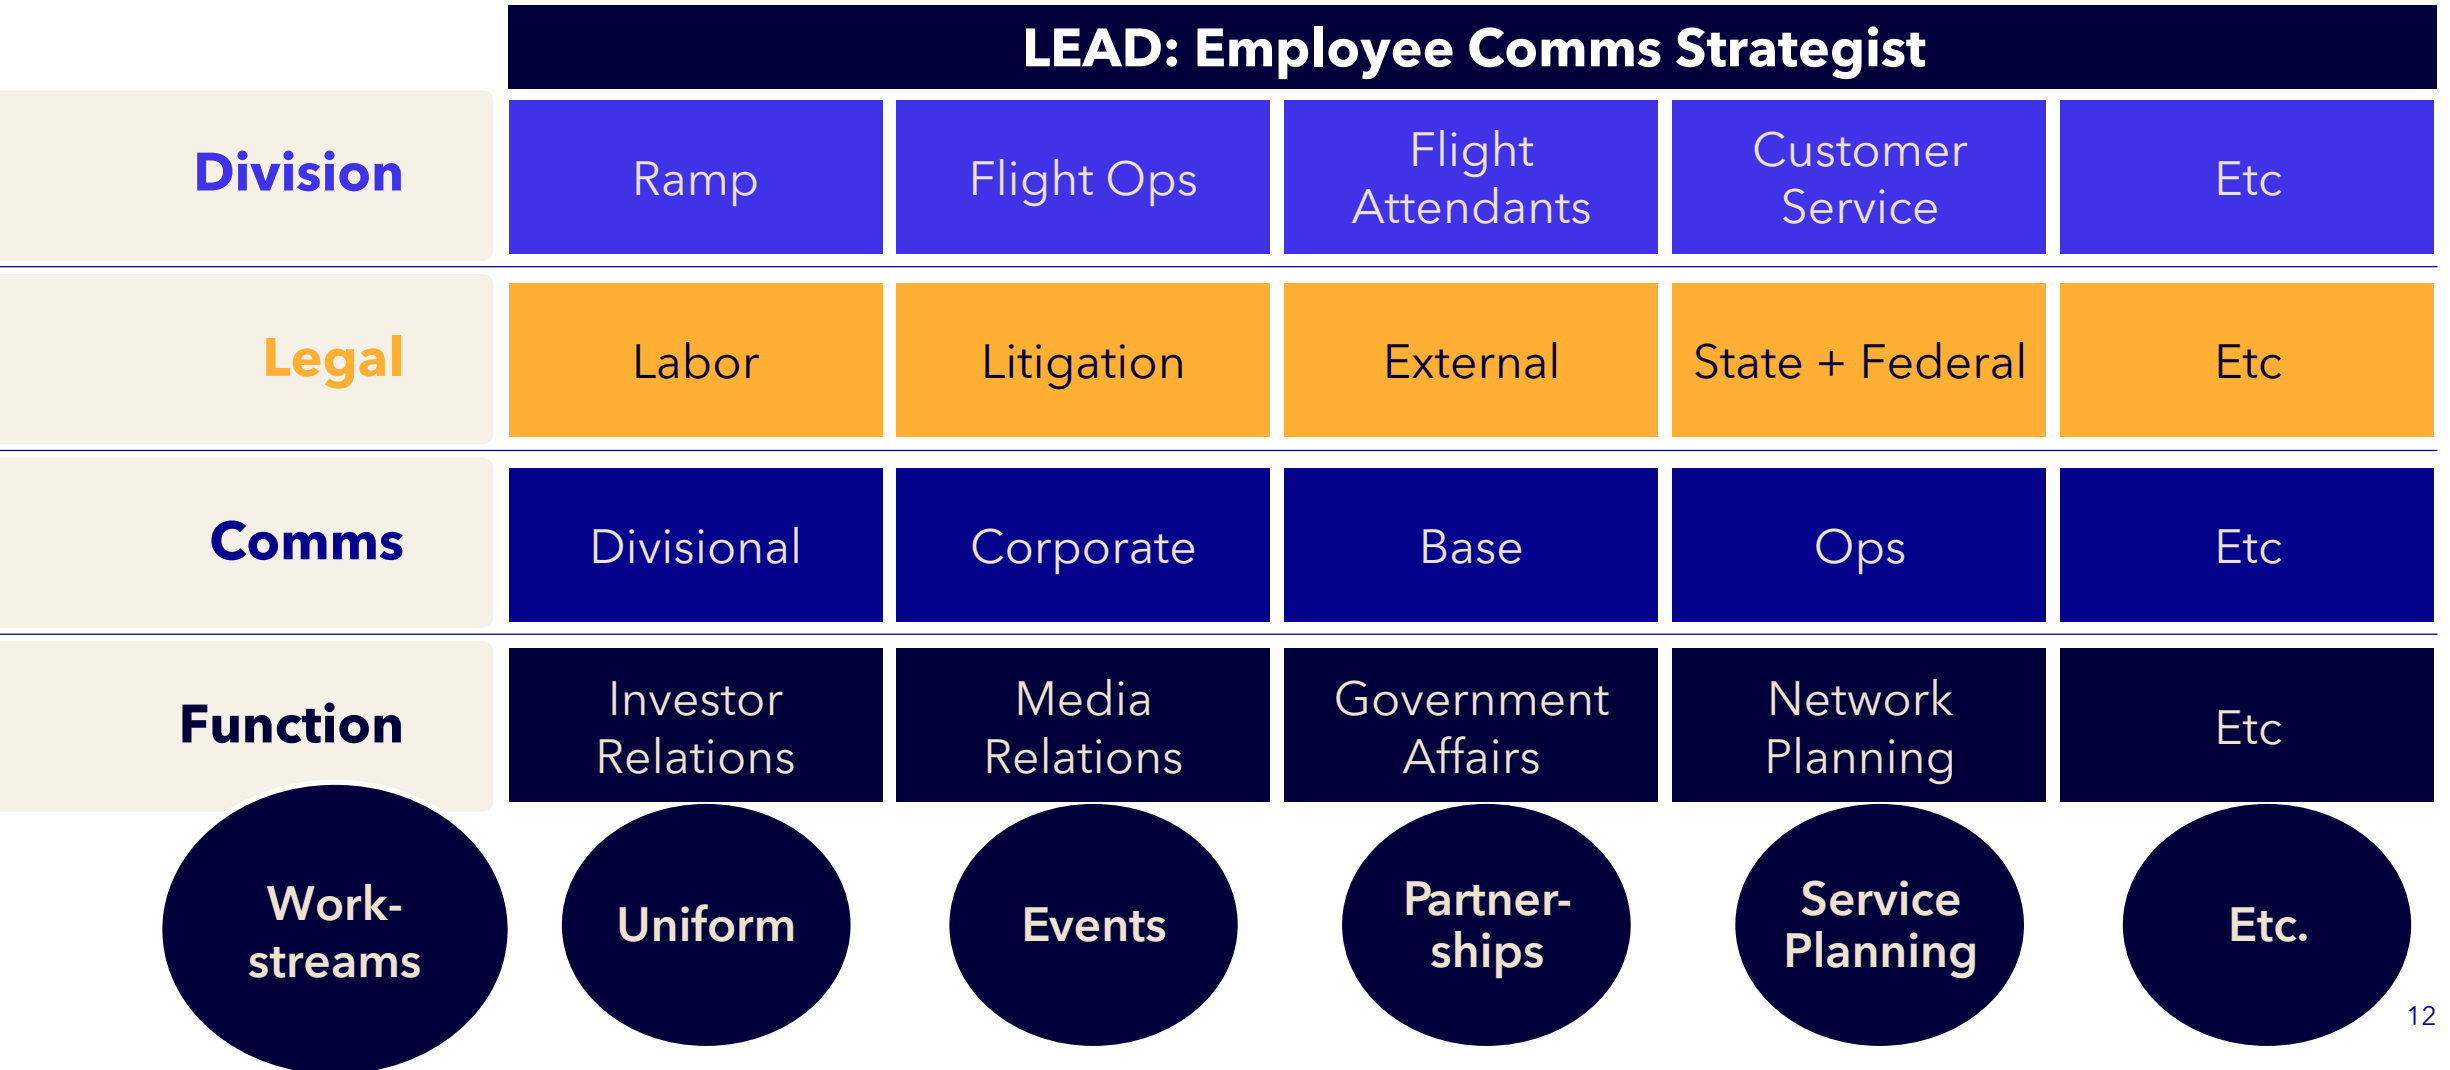 LEAD: Employee Comms Strategist
Division
Ramp
Flight Ops
Flight
Attendants
Customer
Service
Etc
Legal
Labor
Litigation
External
State + Federal
Etc
Comms
Divisional
Corporate
Base
Ops
Etc
Function
Investor
Relations
Media
Relations
Government
Affairs
Network
Planning
Etc
Work-
streams
Uniform
Events
Partner-
ships
Service
Planning
Etc.
12